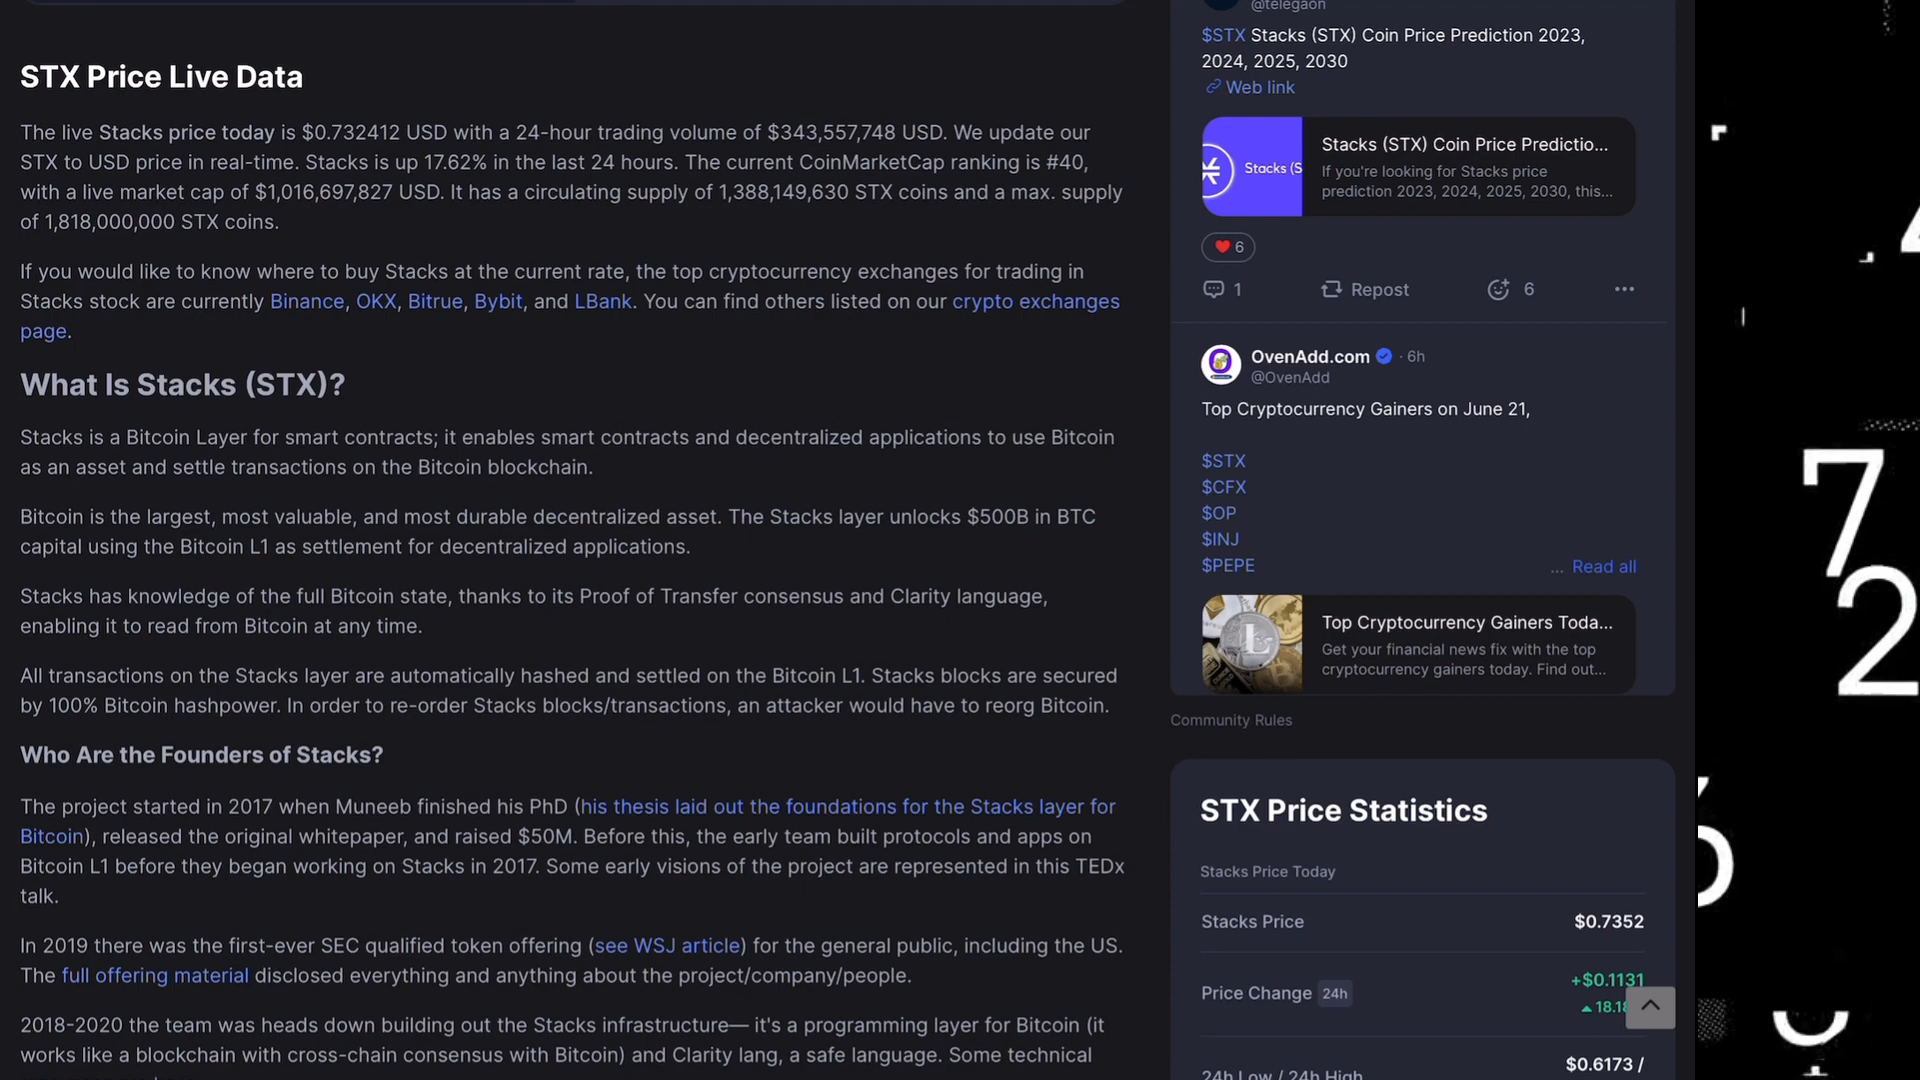 STX Price Live Data
The live Stacks price today is $0.732412 USD with a 24-hour trading volume of $343,557,748 USD. We update our
STX to USD price in real-time. Stacks is up 17.62% in the last 24 hours. The current CoinMarketCap ranking is #40,
with a live market cap of $1,016,697,827 USD. It has a circulating supply of 1,388,149,630 STX coins and a max. supply
of 1,818,000,000 STX coins.
If you would like to know where to buy Stacks at the current rate, the top cryptocurrency exchanges for trading in
Stacks stock are currently Binance, OKX, Bitrue, Bybit, and LBank. You can find others listed on our crypto exchanges
page.
What Is Stacks (STX)?
Stacks is a Bitcoin Layer for smart contracts; it enables smart contracts and decentralized applications to use Bitcoin
as an asset and settle transactions on the Bitcoin blockchain.
Bitcoin is the largest, most valuable, and most durable decentralized asset. The Stacks layer unlocks $500B in BTC
capital using the Bitcoin L1 as settlement for decentralized applications.
Stacks has knowledge of the full Bitcoin state, thanks to its Proof of Transfer consensus and Clarity language,
enabling it to read from Bitcoin at any time.
All transactions on the Stacks layer are automatically hashed and settled on the Bitcoin L1. Stacks blocks are secured
by 100% Bitcoin hashpower. In order to re-order Stacks blocks/transactions, an attacker would have to reorg Bitcoin.
Who Are the Founders of Stacks?
The project started in 2017 when Muneeb finished his PhD (his thesis laid out the foundations for the Stacks layer for
Bitcoin), released the original whitepaper, and raised $50M. Before this, the early team built protocols and apps on
Bitcoin L1 before they began working on Stacks in 2017. Some early visions of the project are represented in this TEDx
talk.
In 2019 there was the first-ever SEC qualified token offering (see WSJ article) for the general public, including the US.
The full offering material disclosed everything and anything about the project/company/people.
2018-2020 the team was heads down building out the Stacks infrastructure— it's a programming layer for Bitcoin (it
works like a blockchain with cross-chain consensus with Bitcoin) and Clarity lang, a safe language. Some technical
@telegaon
$STX Stacks (STX) Coin Price Prediction 2023,
2024, 2025, 2030
Web link
Stacks (S
Stacks (STX) Coin Price Predictio...
If you're looking for Stacks price
prediction 2023, 2024, 2025, 2030, this...
6
1 Repost 6
OvenAdd.com · 6h
@OvenAdd
Top Cryptocurrency Gainers on June 21,
$STX
$CFX
$OP
$INJ
$PEPE ... Read all
Top Cryptocurrency Gainers Toda...
Get your financial news fix with the top
cryptocurrency gainers today. Find out...
Community Rules
STX Price Statistics
Stacks Price Today
Stacks Price $0.7352
Price Change 24h +$0.1131
18.18
24h Low / 24h High $0.6173 /
7
2